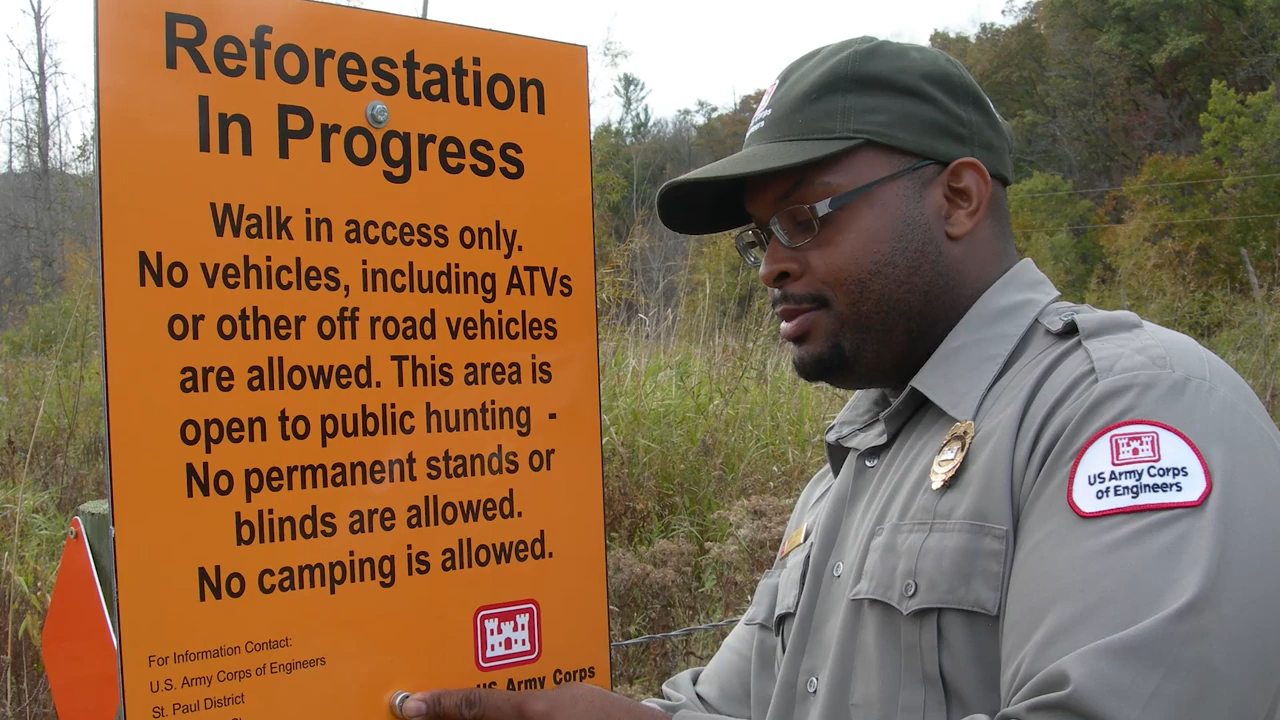 Reforestation
In Progress
Walk in access only.
No vehicles, including ATVs
or other off road vehicles
are allowed. This area is
open to public hunting -
No permanent stands or
blinds are allowed.
No camping is allowed.
For Information Contact:
U.S. Army Corps of Engineers
St. Paul District
US Army Corps
US Army Corps
of Engineers